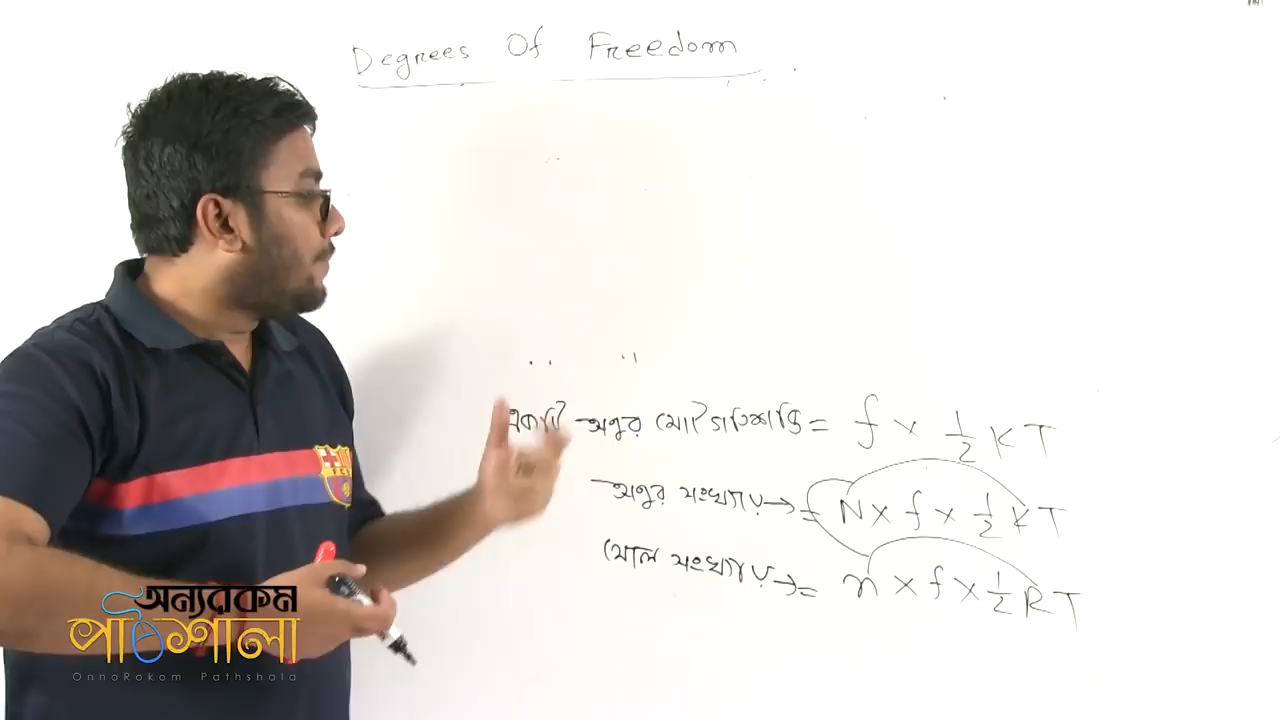 Degrees Of Freedom
একটি অণুর মোট গতিশক্তি = f × 1/2 KT
অণুর সংখ্যায় → = N × f × 1/2 KT
মোল সংখ্যায় → = n × f × 1/2 RT
অন্যরকম
পাঠশালা
OnnoRokom Pathshala